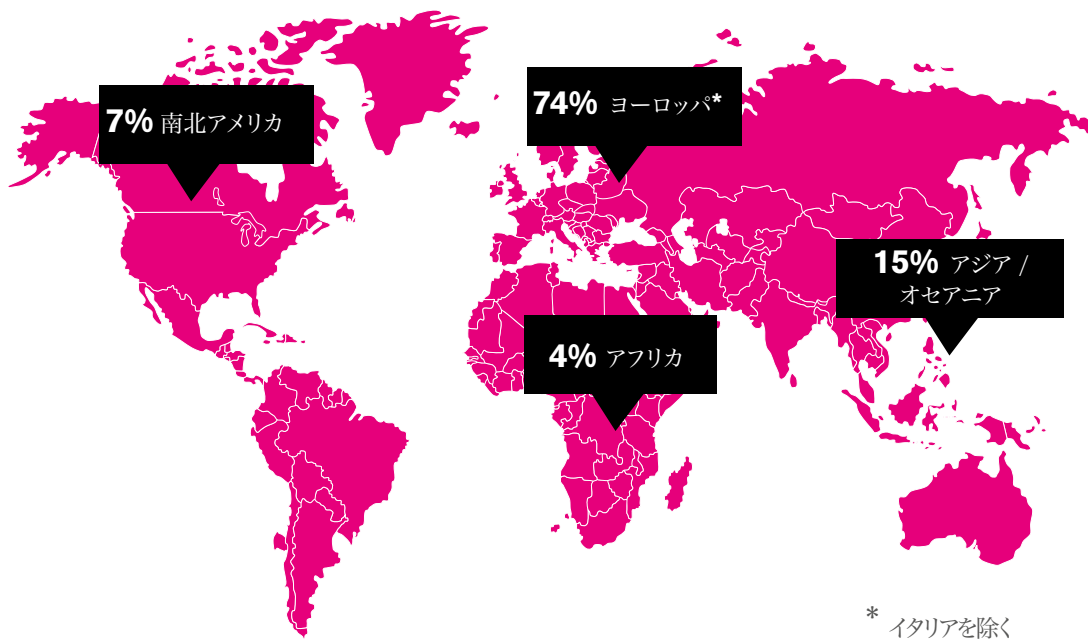 7% 南北アメリカ
74% ヨーロッパ*
15% アジア /
オセアニア
4% アフリカ
* イタリアを除く